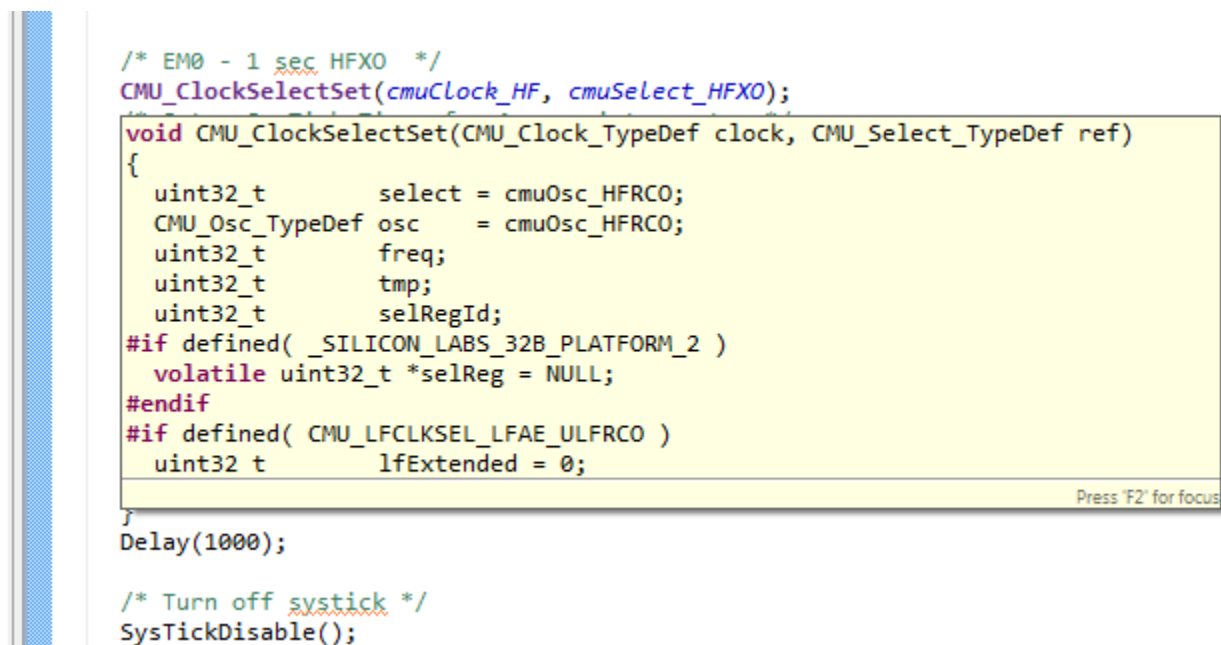 /* EM0 - 1 sec HFXO  */
CMU_ClockSelectSet(cmuClock_HF, cmuSelect_HFXO);
void CMU_ClockSelectSet(CMU_Clock_TypeDef clock, CMU_Select_TypeDef ref)
{
  uint32_t        select = cmuOsc_HFRCO;
  CMU_Osc_TypeDef osc    = cmuOsc_HFRCO;
  uint32_t        freq;
  uint32_t        tmp;
  uint32_t        selRegId;
#if defined( _SILICON_LABS_32B_PLATFORM_2 )
  volatile uint32_t *selReg = NULL;
#endif
#if defined( CMU_LFCLKSEL_LFAE_ULFRCO )
  uint32_t        lfExtended = 0;
Press 'F2' for focus
}
Delay(1000);
/* Turn off systick */
SysTickDisable();